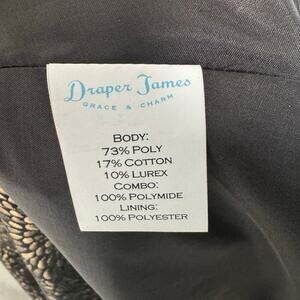 Draper James
GRACE & CHARM
BODY:
73% POLY
17% COTTON
10% LUREX
COMBO:
100% POLYMIDE
LINING:
100% POLYESTER